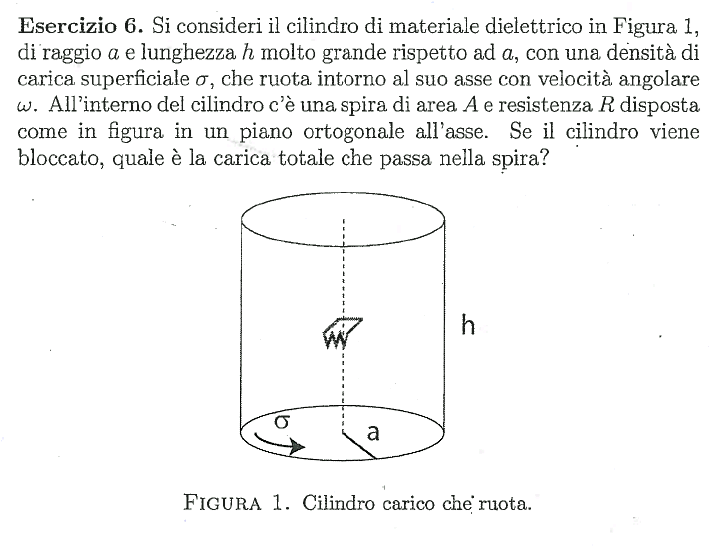 Esercizio 6. Si consideri il cilindro di materiale dielettrico in Figura 1,
di raggio a e lunghezza h molto grande rispetto ad a, con una densità di
carica superficiale σ, che ruota intorno al suo asse con velocità angolare
ω. All'interno del cilindro c'è una spira di area A e resistenza R disposta
come in figura in un piano ortogonale all'asse. Se il cilindro viene
bloccato, quale è la carica totale che passa nella spira?
h
σ
a
FIGURA 1. Cilindro carico che ruota.